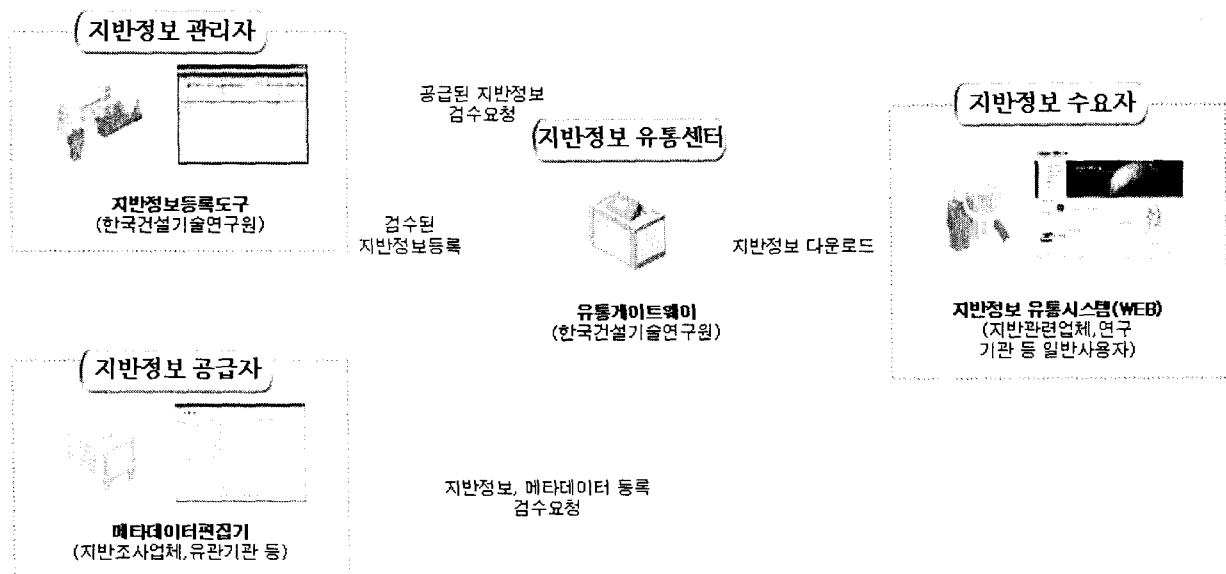 지반정보 관리자
지반정보등록도구
(한국건설기술연구원)
공급된 지반정보
검수요청
검수된
지반정보등록
지반정보 유통센터
유통게이트웨이
(한국건설기술연구원)
지반정보 다운로드
지반정보 수요자
지반정보 유통시스템(WEB)
(지반관련업체,연구
기관 등 일반사용자)
지반정보 공급자
메타데이터편집기
(지반조사업체,유관기관 등)
지반정보, 메타데이터 등록
검수요청